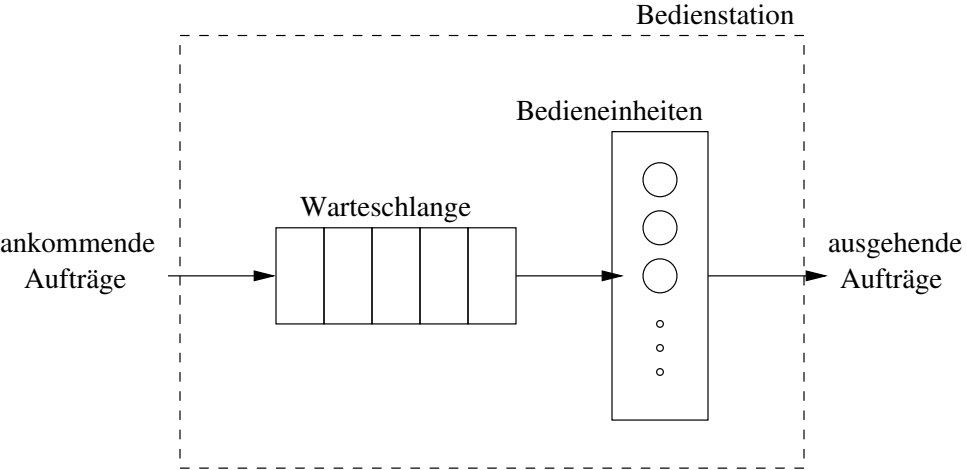 Bedienstation
Bedieneinheiten
Warteschlange
ankommende
Aufträge
ausgehende
Aufträge